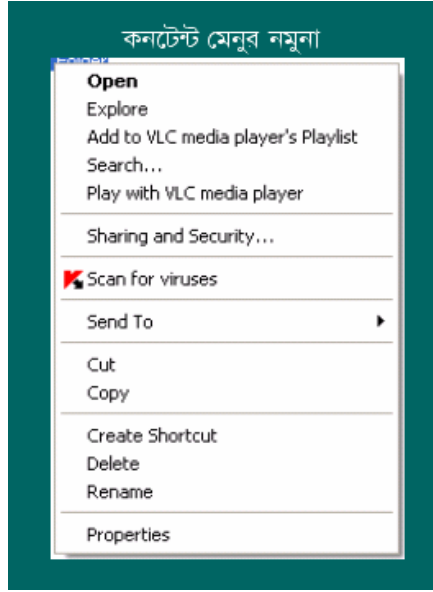 কনটেন্ট মেনুর নমুনা
Folder
Open
Explore
Add to VLC media player's Playlist
Search...
Play with VLC media player
Sharing and Security...
Scan for viruses
Send To
Cut
Copy
Create Shortcut
Delete
Rename
Properties